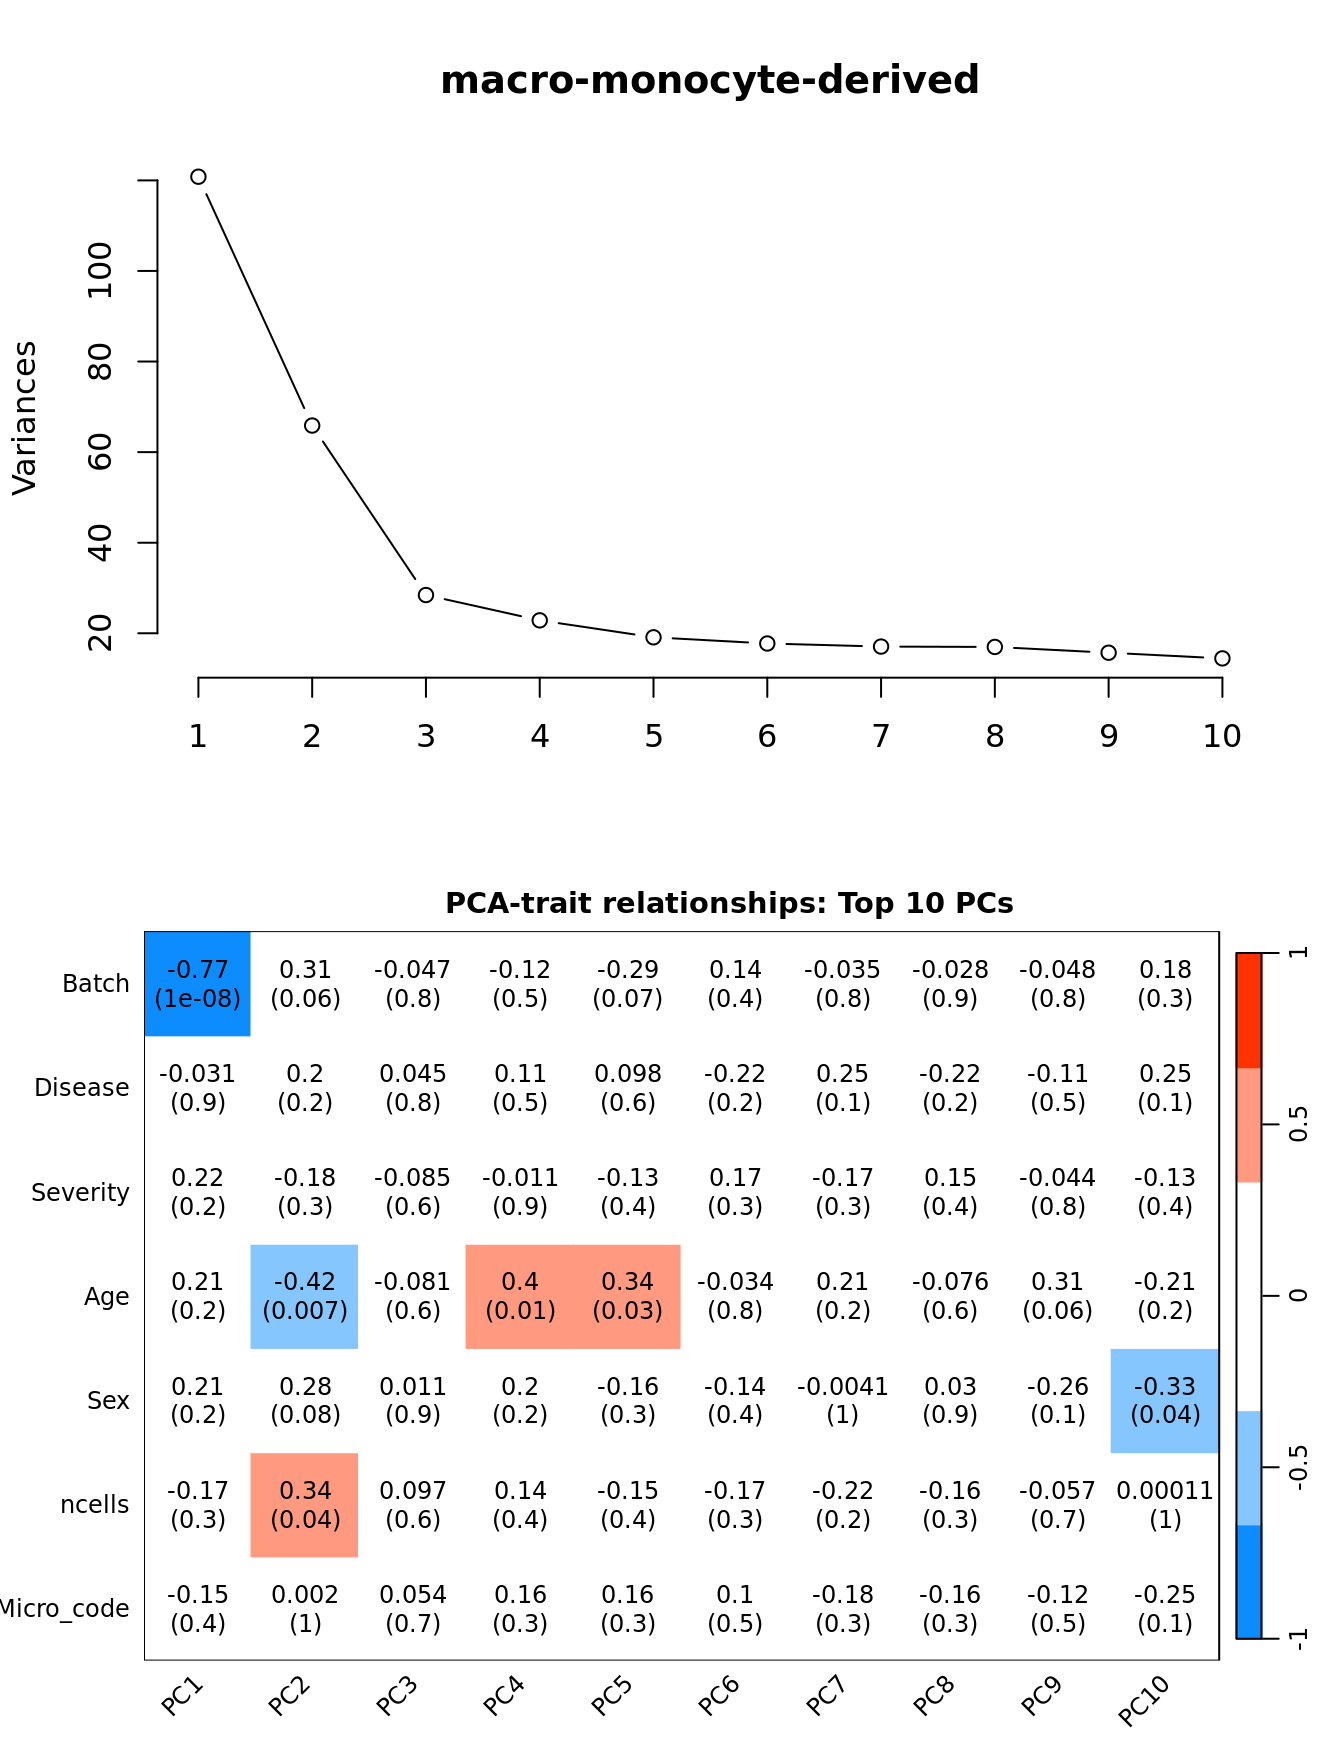 macro-monocyte-derived
Variances
100
80
60
40
20
1 2 3 4 5 6 7 8 9 10
PCA-trait relationships: Top 10 PCs
Batch -0.77 0.31 -0.047 -0.12 -0.29 0.14 -0.035 -0.028 -0.048 0.18
(1e-08) (0.06) (0.8) (0.5) (0.07) (0.4) (0.8) (0.9) (0.8) (0.3)
Disease -0.031 0.2 0.045 0.11 0.098 -0.22 0.25 -0.22 -0.11 0.25
(0.9) (0.2) (0.8) (0.5) (0.6) (0.2) (0.1) (0.2) (0.5) (0.1)
Severity 0.22 -0.18 -0.085 -0.011 -0.13 0.17 -0.17 0.15 -0.044 -0.13
(0.2) (0.3) (0.6) (0.9) (0.4) (0.3) (0.3) (0.4) (0.8) (0.4)
Age 0.21 -0.42 -0.081 0.4 0.34 -0.034 0.21 -0.076 0.31 -0.21
(0.2) (0.007) (0.6) (0.01) (0.03) (0.8) (0.2) (0.6) (0.06) (0.2)
Sex 0.21 0.28 0.011 0.2 -0.16 -0.14 -0.0041 0.03 -0.26 -0.33
(0.2) (0.08) (0.9) (0.2) (0.3) (0.4) (1) (0.9) (0.1) (0.04)
ncells -0.17 0.34 0.097 0.14 -0.15 -0.17 -0.22 -0.16 -0.057 0.00011
(0.3) (0.04) (0.6) (0.4) (0.4) (0.3) (0.2) (0.3) (0.7) (1)
Micro_code -0.15 0.002 0.054 0.16 0.16 0.1 -0.18 -0.16 -0.12 -0.25
(0.4) (1) (0.7) (0.3) (0.3) (0.5) (0.3) (0.3) (0.5) (0.1)
PC1 PC2 PC3 PC4 PC5 PC6 PC7 PC8 PC9 PC10
1
0.5
0
-0.5
-1